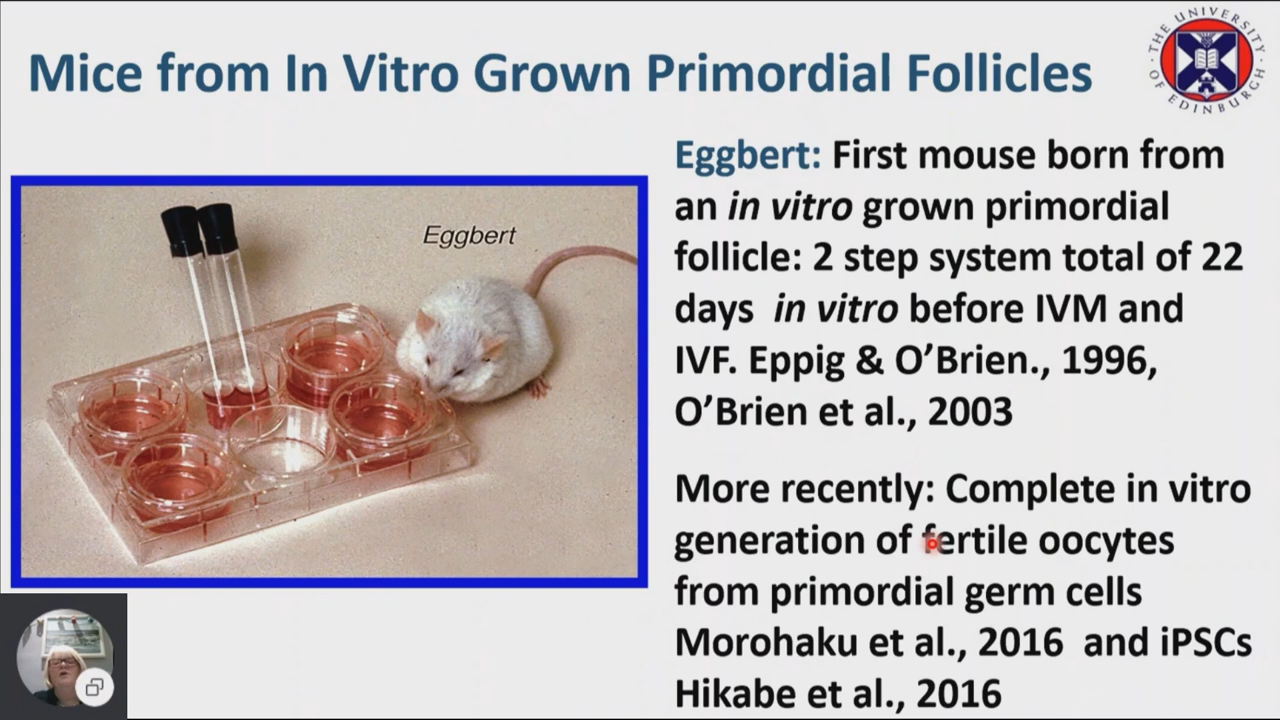 Mice from In Vitro Grown Primordial Follicles
THE UNIVERSITY
OF EDINBURGH
Eggbert
Eggbert: First mouse born from
an in vitro grown primordial
follicle: 2 step system total of 22
days in vitro before IVM and
IVF. Eppig & O’Brien., 1996,
O’Brien et al., 2003
More recently: Complete in vitro
generation of fertile oocytes
from primordial germ cells
Morohaku et al., 2016 and iPSCs
Hikabe et al., 2016